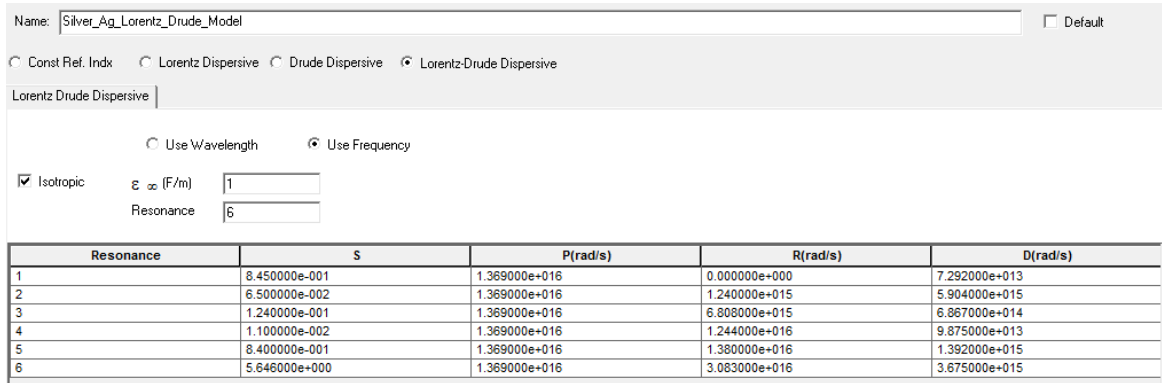 Name: Silver_Ag_Lorentz_Drude_Model Default
Const Ref. Indx Lorentz Dispersive Drude Dispersive Lorentz-Drude Dispersive
Lorentz Drude Dispersive
Use Wavelength Use Frequency
Isotropic ε ∞ (F/m) 1
Resonance 6
Resonance S P(rad/s) R(rad/s) D(rad/s)
1 8.450000e-001 1.369000e+016 0.000000e+000 7.292000e+013
2 6.500000e-002 1.369000e+016 1.240000e+015 5.904000e+015
3 1.240000e-001 1.369000e+016 6.808000e+015 6.867000e+014
4 1.100000e-002 1.369000e+016 1.244000e+016 9.875000e+013
5 8.400000e-001 1.369000e+016 1.380000e+016 1.392000e+015
6 5.646000e+000 1.369000e+016 3.083000e+016 3.675000e+015